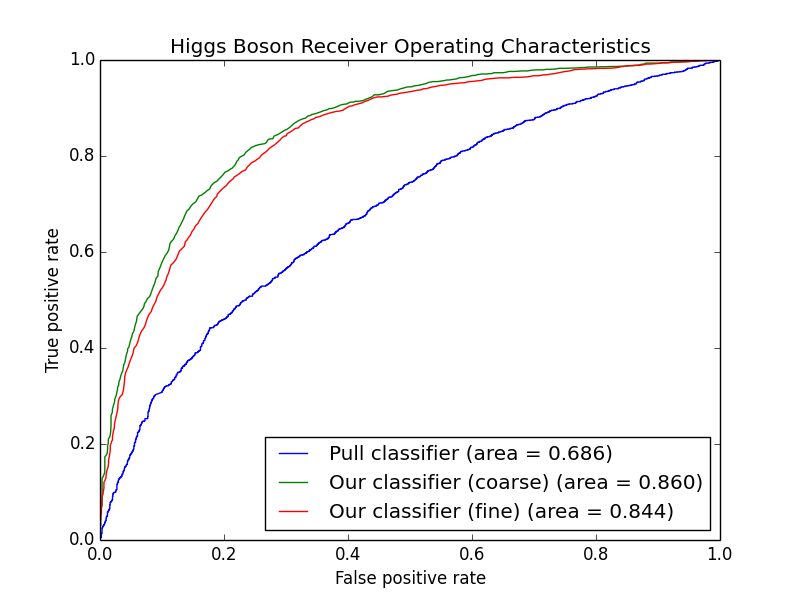 Higgs Boson Receiver Operating Characteristics
1.0
0.8
0.6
0.4
0.2
0.0
True positive rate
Pull classifier (area = 0.686)
Our classifier (coarse) (area = 0.860)
Our classifier (fine) (area = 0.844)
0.0 0.2 0.4 0.6 0.8 1.0
False positive rate